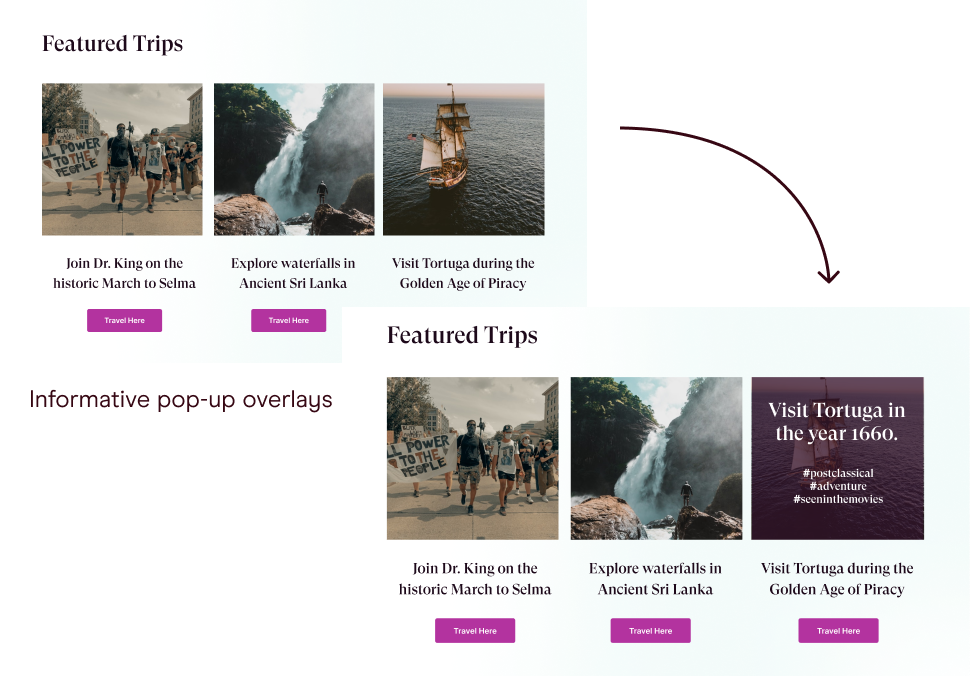 Featured Trips
ALL POWER
TO THE
PEOPLE
Join Dr. King on the
historic March to Selma
Travel Here
Explore waterfalls in
Ancient Sri Lanka
Travel Here
Visit Tortuga during the
Golden Age of Piracy
Informative pop-up overlays
Featured Trips
ALL POWER
TO THE
PEOPLE
Visit Tortuga in
the year 1660.
#postclassical
#adventure
#seeninthemovies
Join Dr. King on the
historic March to Selma
Travel Here
Explore waterfalls in
Ancient Sri Lanka
Travel Here
Visit Tortuga during the
Golden Age of Piracy
Travel Here